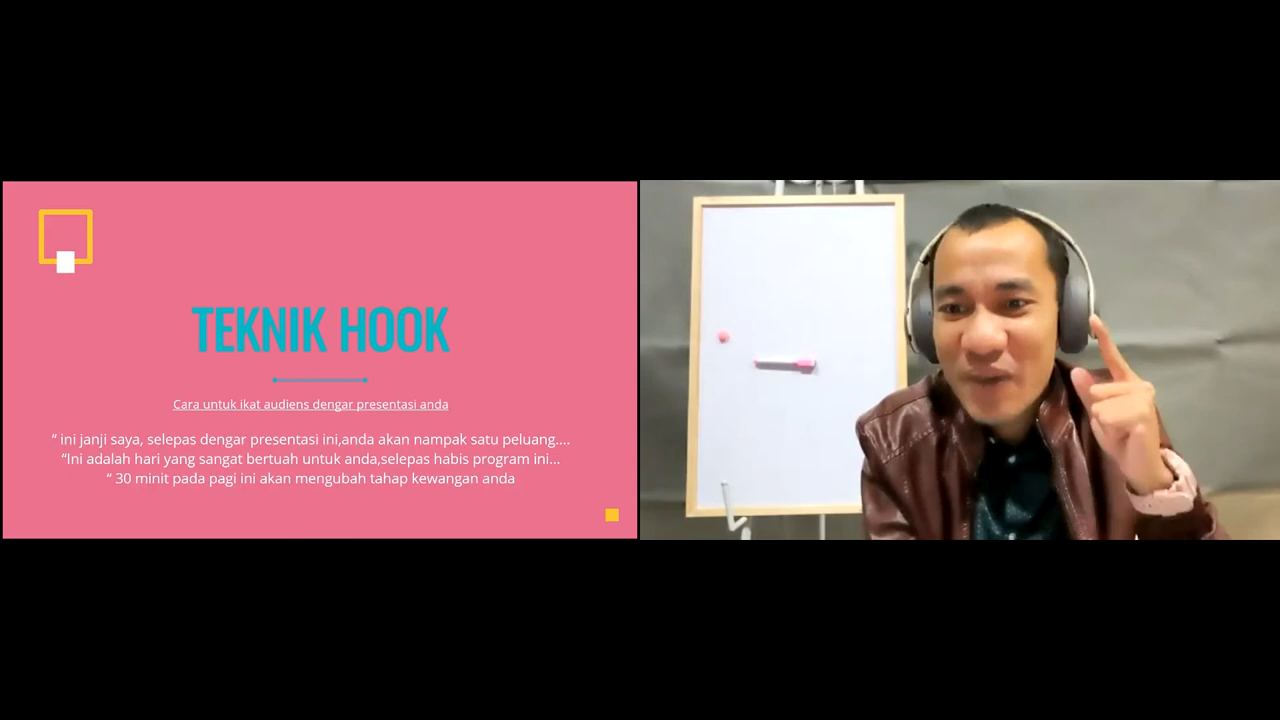 TEKNIK HOOK
Cara untuk ikat audiens dengar presentasi anda
“ ini janji saya, selepas dengar presentasi ini,anda akan nampak satu peluang....
“Ini adalah hari yang sangat bertuah untuk anda,selepas habis program ini...
“ 30 minit pada pagi ini akan mengubah tahap kewangan anda